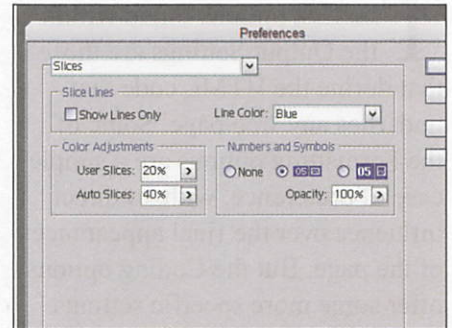 Preferences
Slices
Slice Lines
Show Lines Only Line Color: Blue
Color Adjustments Numbers and Symbols
User Slices: 20% None 05 05
Auto Slices: 40% Opacity: 100%